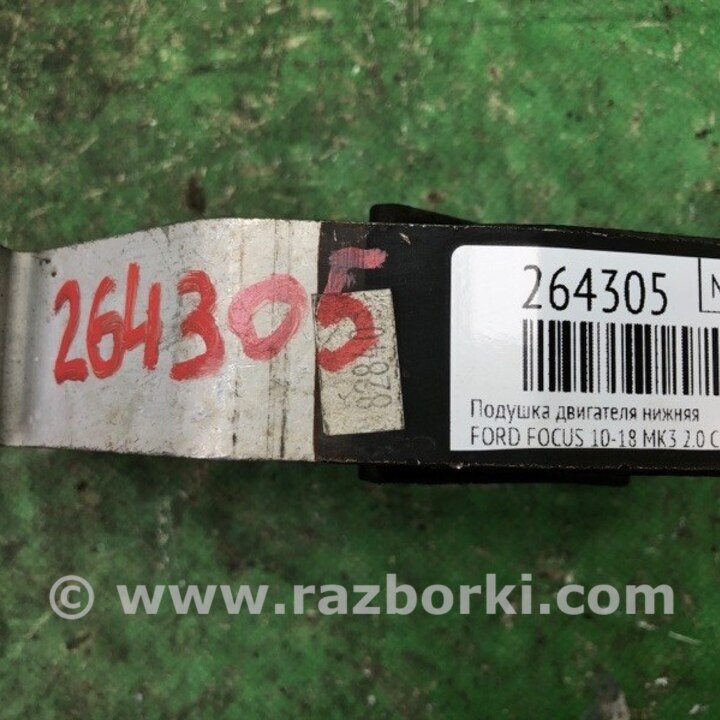 264305
264305
Подушка двигателя нижняя
FORD FOCUS 10-18 MK3 2.0
© www.razborki.com